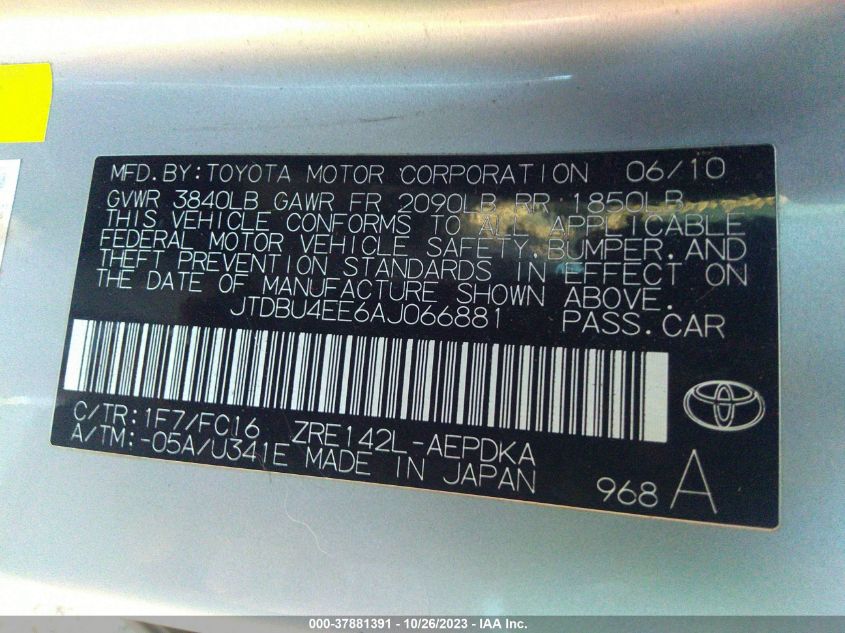 MFD.BY:TOYOTA MOTOR CORPORATION 06/10
GVWR 3840LB GAWR FR 2090LB RR 1850LB
THIS VEHICLE CONFORMS TO ALL APPLICABLE
FEDERAL MOTOR VEHICLE SAFETY,BUMPER,AND
THEFT PREVENTION STANDARDS IN EFFECT ON
THE DATE OF MANUFACTURE SHOWN ABOVE.
JTDBU4EE6AJ066881 PASS.CAR
C/TR:1F7/FC16 ZRE142L-AEPDKA
A/TM:-05A/U341E MADE IN JAPAN
968 A
000-37881391 - 10/26/2023 - IAA Inc.